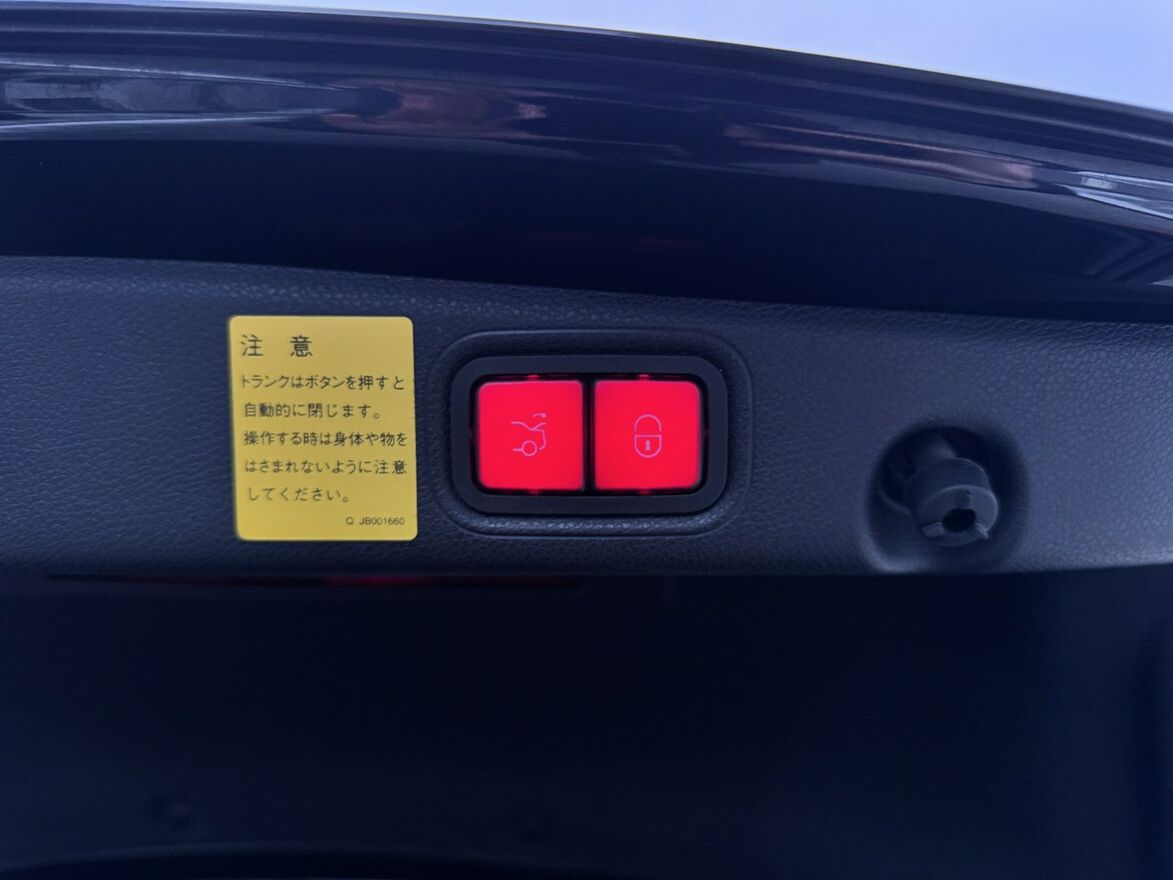 注 意
トランクはボタンを押すと
自動的に閉じます。
操作する時は身体や物を
はさまれないように注意
してください。
Q JB001660